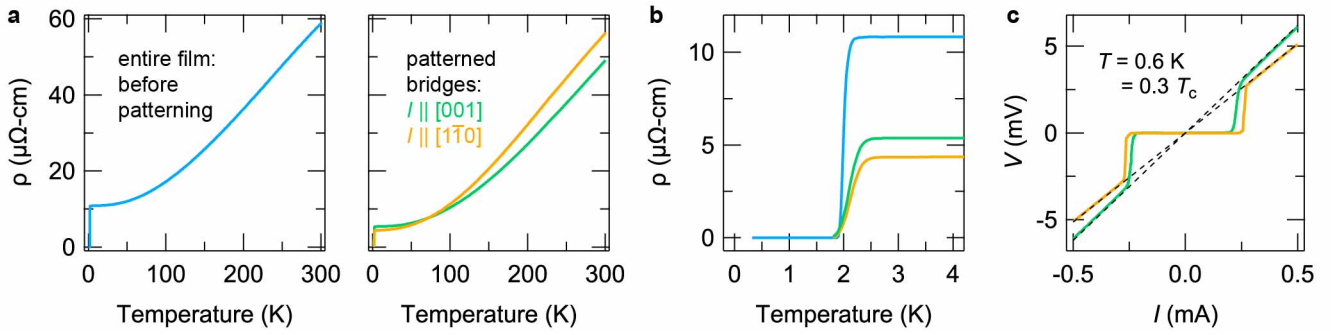 a
60
40
20
0
ρ (μΩ-cm)
entire film:
before
patterning
0 100 200 300
Temperature (K)
patterned
bridges:
I || [001]
I || [11̅0]
0 100 200 300
Temperature (K)
b
10
5
0
ρ (μΩ-cm)
0 1 2 3 4
Temperature (K)
c
5
0
-5
V (mV)
T = 0.6 K
= 0.3 Tc
-0.5 0.0 0.5
I (mA)